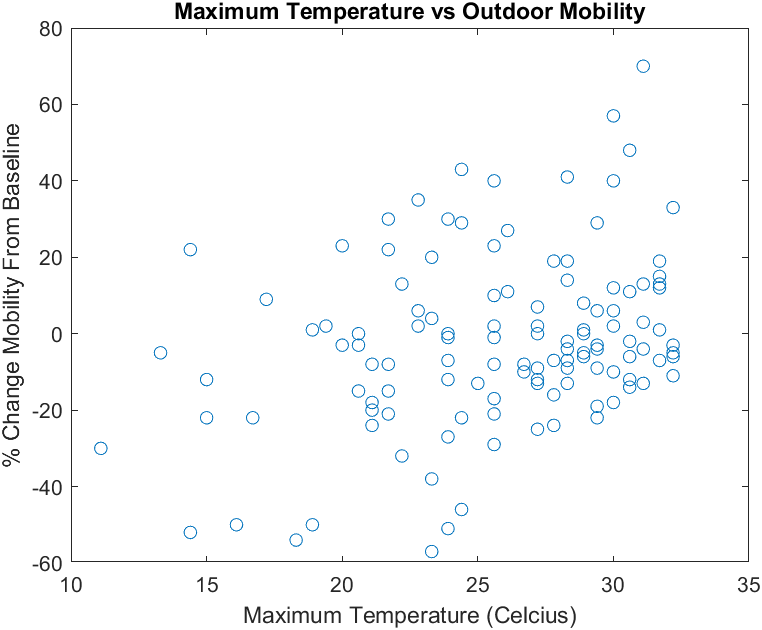 Maximum Temperature vs Outdoor Mobility
80
60
40
20
0
-20
-40
-60
% Change Mobility From Baseline
10 15 20 25 30 35
Maximum Temperature (Celcius)